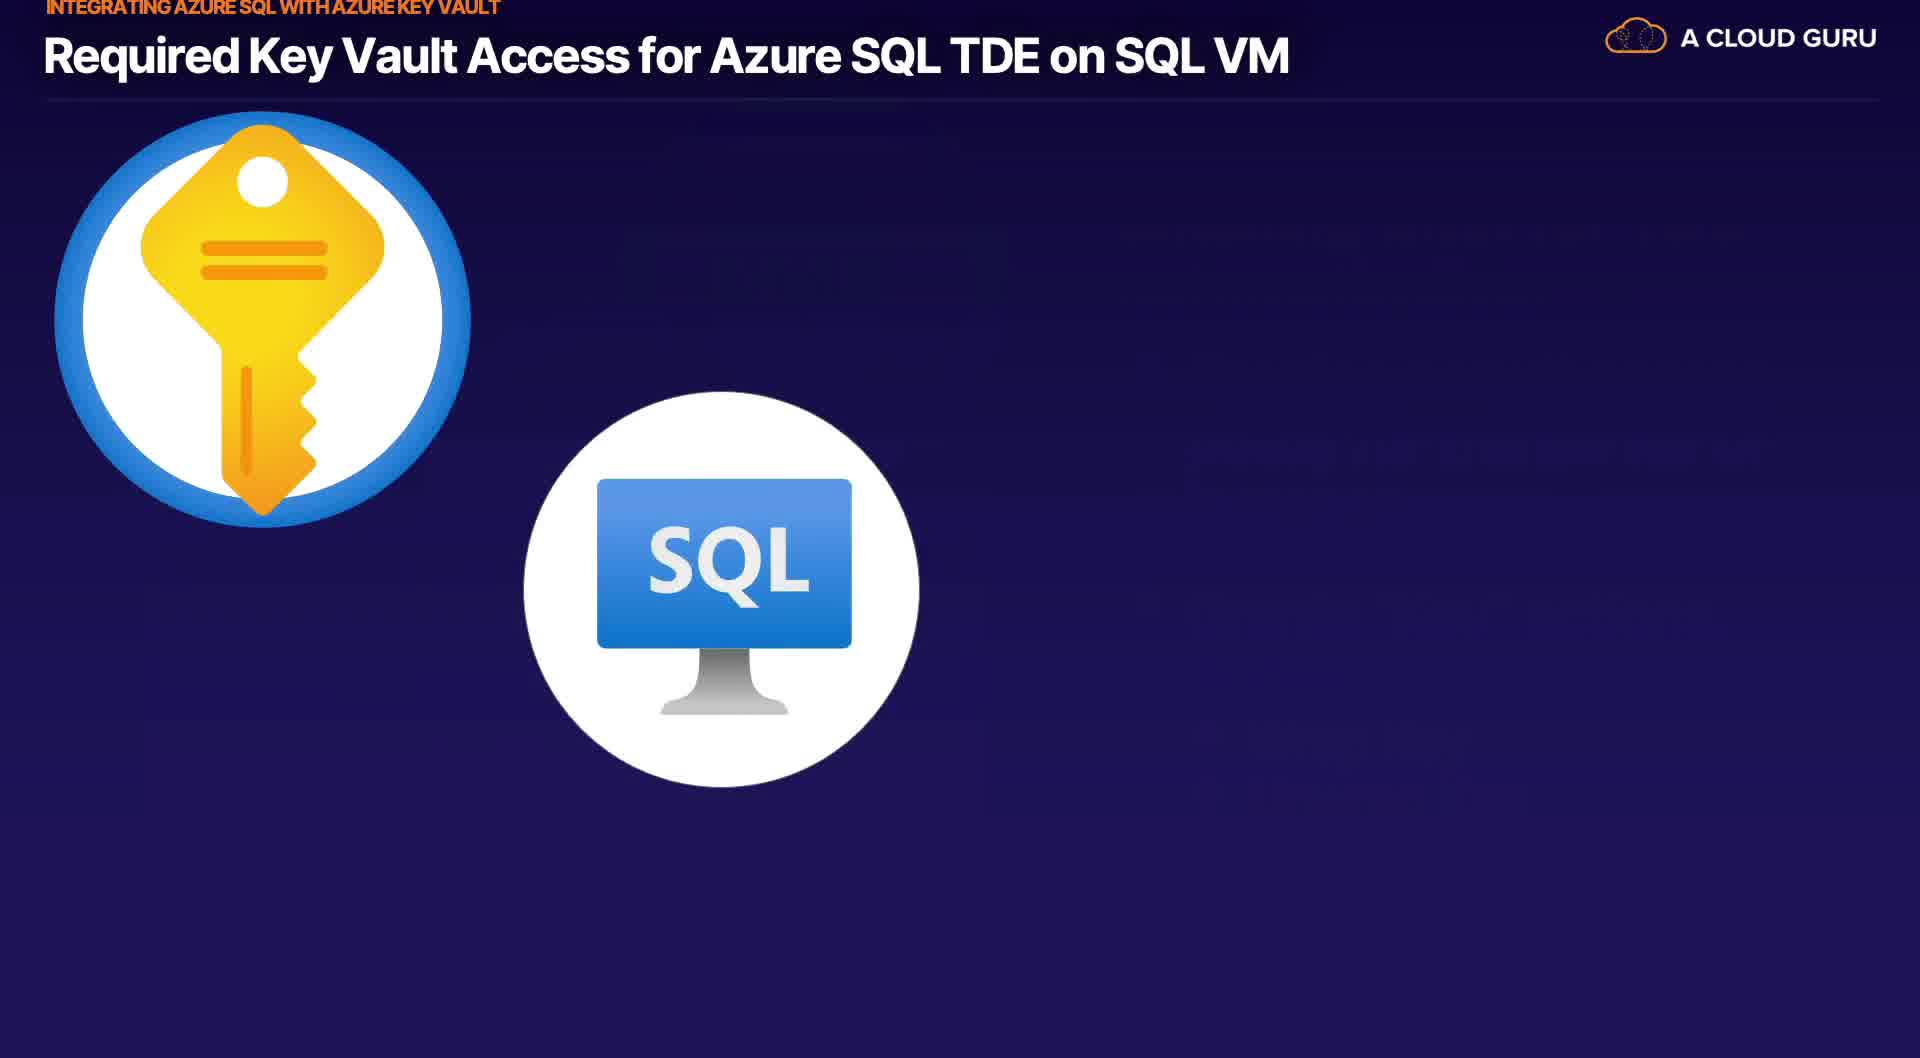 INTEGRATING AZURE SQL WITH AZURE KEY VAULT
Required Key Vault Access for Azure SQL TDE on SQL VM
A CLOUD GURU
SQL